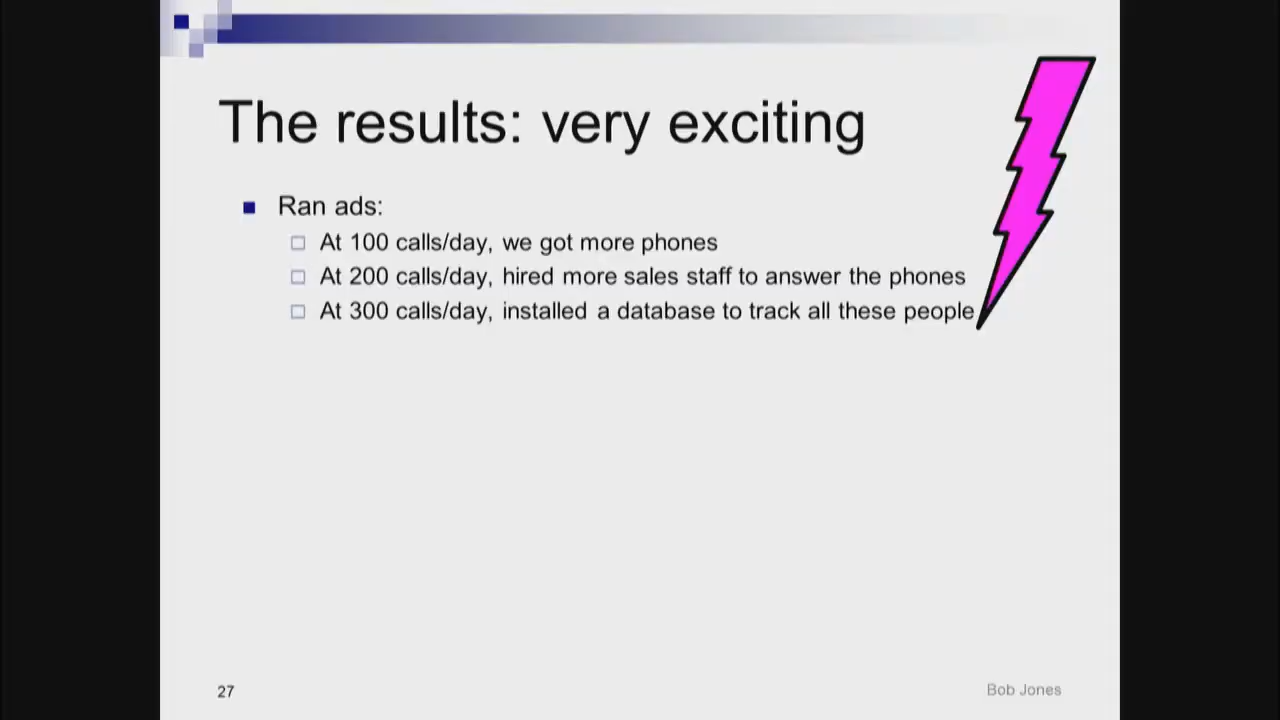 The results: very exciting
Ran ads:
At 100 calls/day, we got more phones
At 200 calls/day, hired more sales staff to answer the phones
At 300 calls/day, installed a database to track all these people
27
Bob Jones